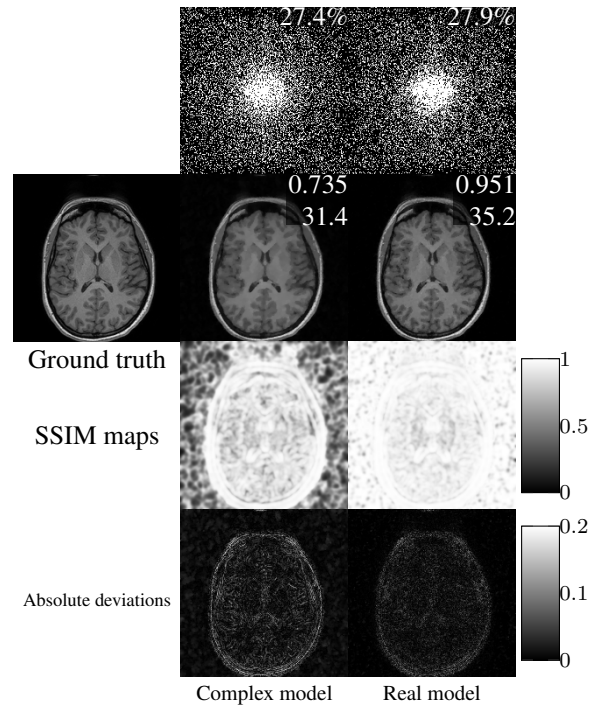 27.4% 27.9%
0.735 0.951
31.4 35.2
Ground truth
1
SSIM maps
0.5
0
0.2
0.1
Absolute deviations
0
Complex model Real model